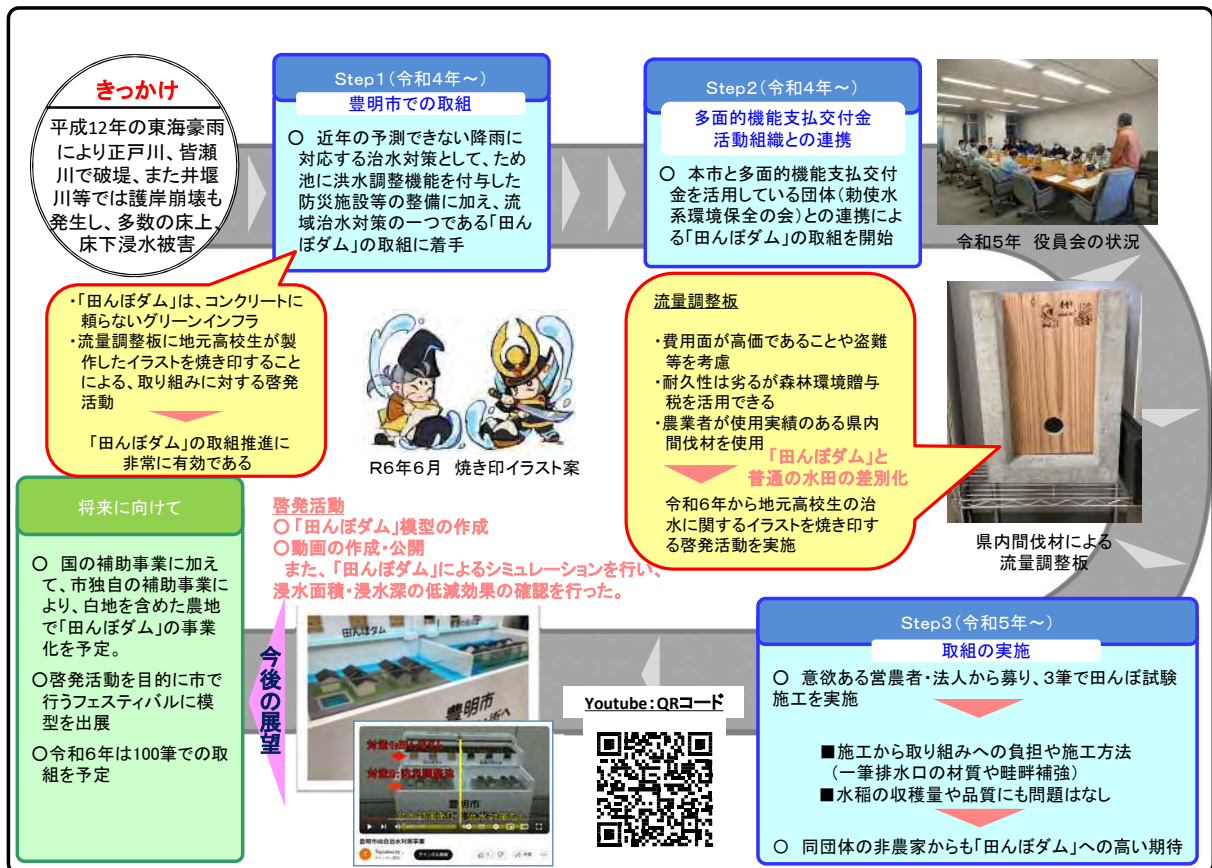 きっかけ
平成12年の東海豪雨
により正戸川、皆瀬
川で破堤、また井堰
川等では護岸崩壊も
発生し、多数の床上、
床下浸水被害
Step1(令和4年～)
豊明市での取組
○ 近年の予測できない降雨に
対応する治水対策として、ため
池に洪水調整機能を付与した
防災施設等の整備に加え、流
域治水対策の一つである「田ん
ぼダム」の取組に着手
Step2(令和4年～)
多面的機能支払交付金
活動組織との連携
○ 本市と多面的機能支払交付
金を活用している団体(勅使水
系環境保全の会)との連携によ
る「田んぼダム」の取組を開始
令和5年 役員会の状況
・「田んぼダム」は、コンクリートに
頼らないグリーンインフラ
・流量調整板に地元高校生が製
作したイラストを焼き印すること
による、取り組みに対する啓発
活動
「田んぼダム」の取組推進に
非常に有効である
R6年6月 焼き印イラスト案
流量調整板
・費用面が高価であることや盗難
等を考慮
・耐久性は劣るが森林環境贈与
税を活用できる
・農業者が使用実績のある県内
間伐材を使用
「田んぼダム」と
普通の水田の差別化
令和6年から地元高校生の治
水に関するイラストを焼き印す
る啓発活動を実施
県内間伐材による
流量調整板
将来に向けて
○ 国の補助事業に加え
て、市独自の補助事業に
より、白地を含めた農地
で「田んぼダム」の事業
化を予定。
○啓発活動を目的に市で
行うフェスティバルに模
型を出展
○令和6年は100筆での取
組を予定
今後の展望
啓発活動
○「田んぼダム」模型の作成
○動画の作成・公開
また、「田んぼダム」によるシミュレーションを行い、
浸水面積・浸水深の低減効果の確認を行った。
田んぼダム
豊明市
豊明市
豊明市総合治水対策事業
Youtube:QRコード
Step3(令和5年～)
取組の実施
○ 意欲ある営農者・法人から募り、3筆で田んぼ試験
施工を実施
■施工から取り組みへの負担や施工方法
(一筆排水口の材質や畦畔補強)
■水稲の収穫量や品質にも問題はなし
○ 同団体の非農家からも「田んぼダム」への高い期待